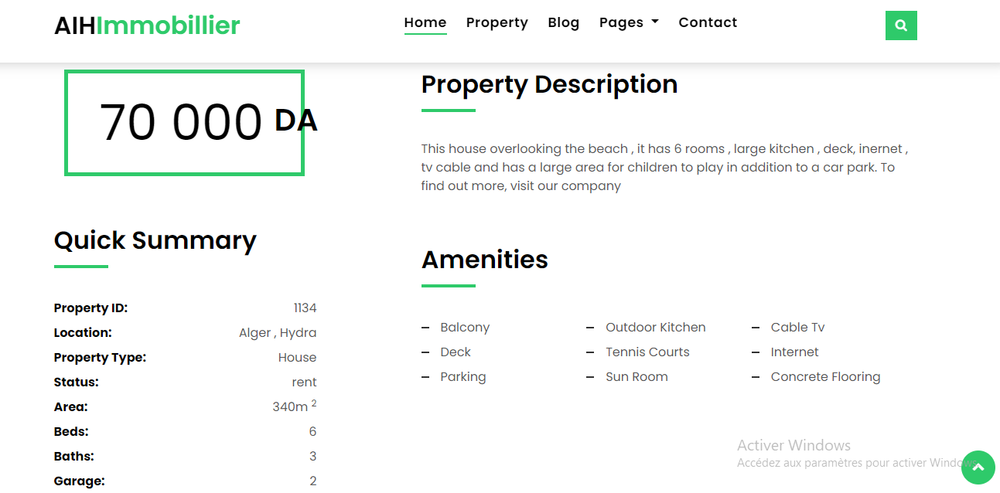 AIHImmobillier
Home Property Blog Pages Contact
70 000 DA
Quick Summary
Property ID: 1134
Location: Alger , Hydra
Property Type: House
Status: rent
Area: 340m 2
Beds: 6
Baths: 3
Garage: 2
Property Description
This house overlooking the beach , it has 6 rooms , large kitchen , deck, inernet ,
tv cable and has a large area for children to play in addition to a car park. To
find out more, visit our company
Amenities
Balcony Outdoor Kitchen Cable Tv
Deck Tennis Courts Internet
Parking Sun Room Concrete Flooring
Activer Windows
Accédez aux paramètres pour activer Windows.